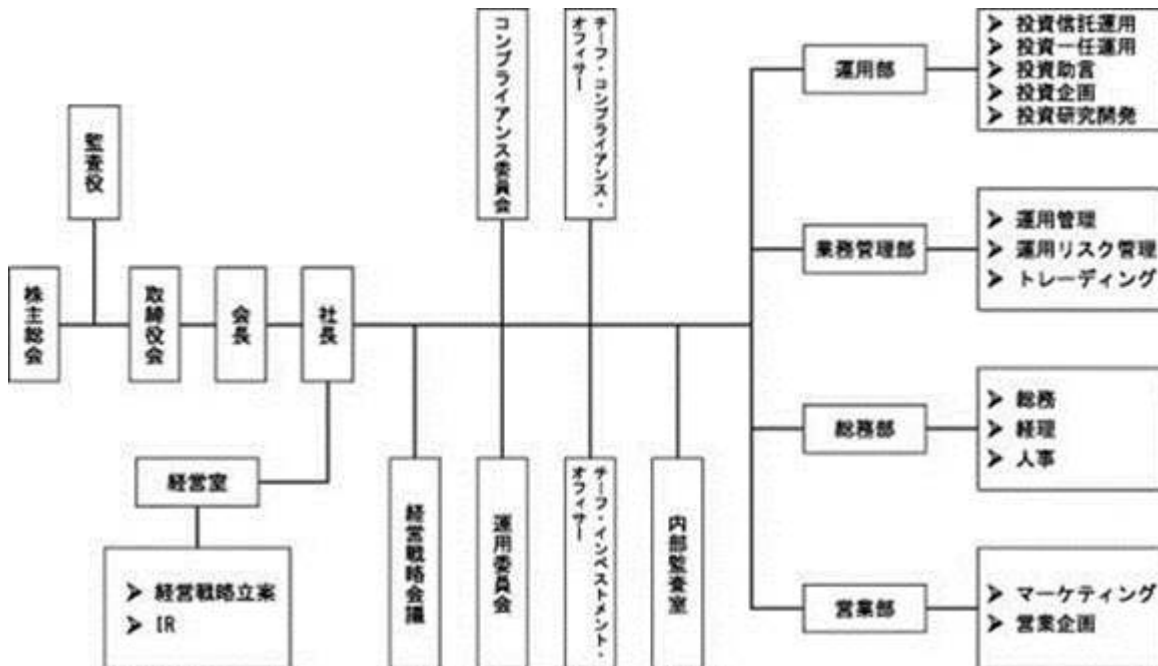 株主総会
監査役
取締役会
会長
社長
経営室
➤ 経営戦略立案
➤ IR
経営戦略会議
コンプライアンス委員会
運用委員会
チーフ・コンプライアンス・
オフィサー
チーフ・インベストメント・
オフィサー
内部監査室
運用部
➤ 投資信託運用
➤ 投資一任運用
➤ 投資助言
➤ 投資企画
➤ 投資研究開発
業務管理部
➤ 運用管理
➤ 運用リスク管理
➤ トレーディング
総務部
➤ 総務
➤ 経理
➤ 人事
営業部
➤ マーケティング
➤ 営業企画